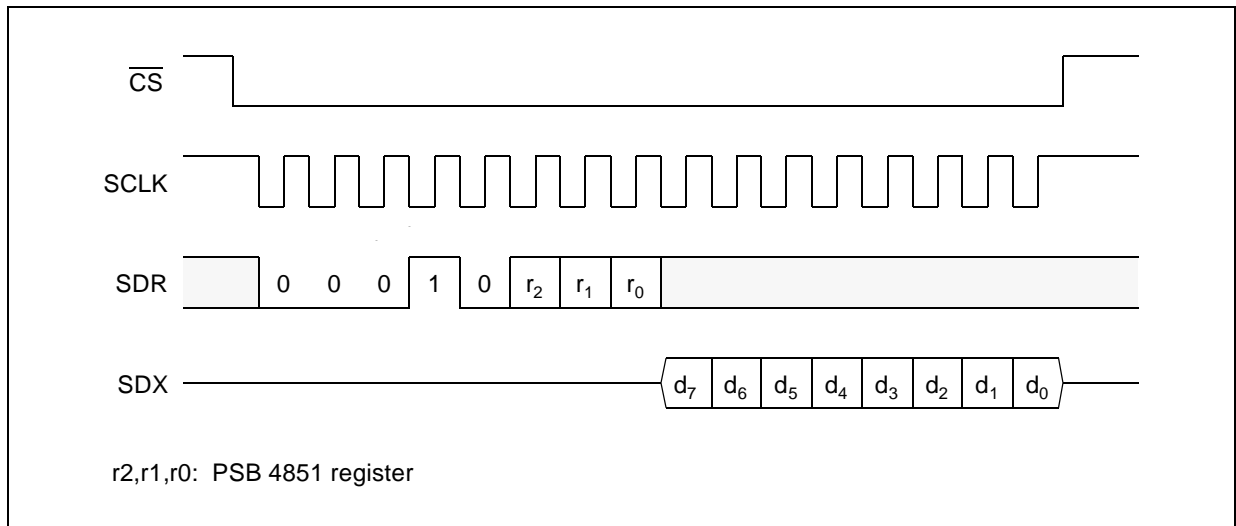 CS
SCLK
SDR 0 0 0 1 0 r2 r1 r0
SDX d7 d6 d5 d4 d3 d2 d1 d0
r2,r1,r0: PSB 4851 register